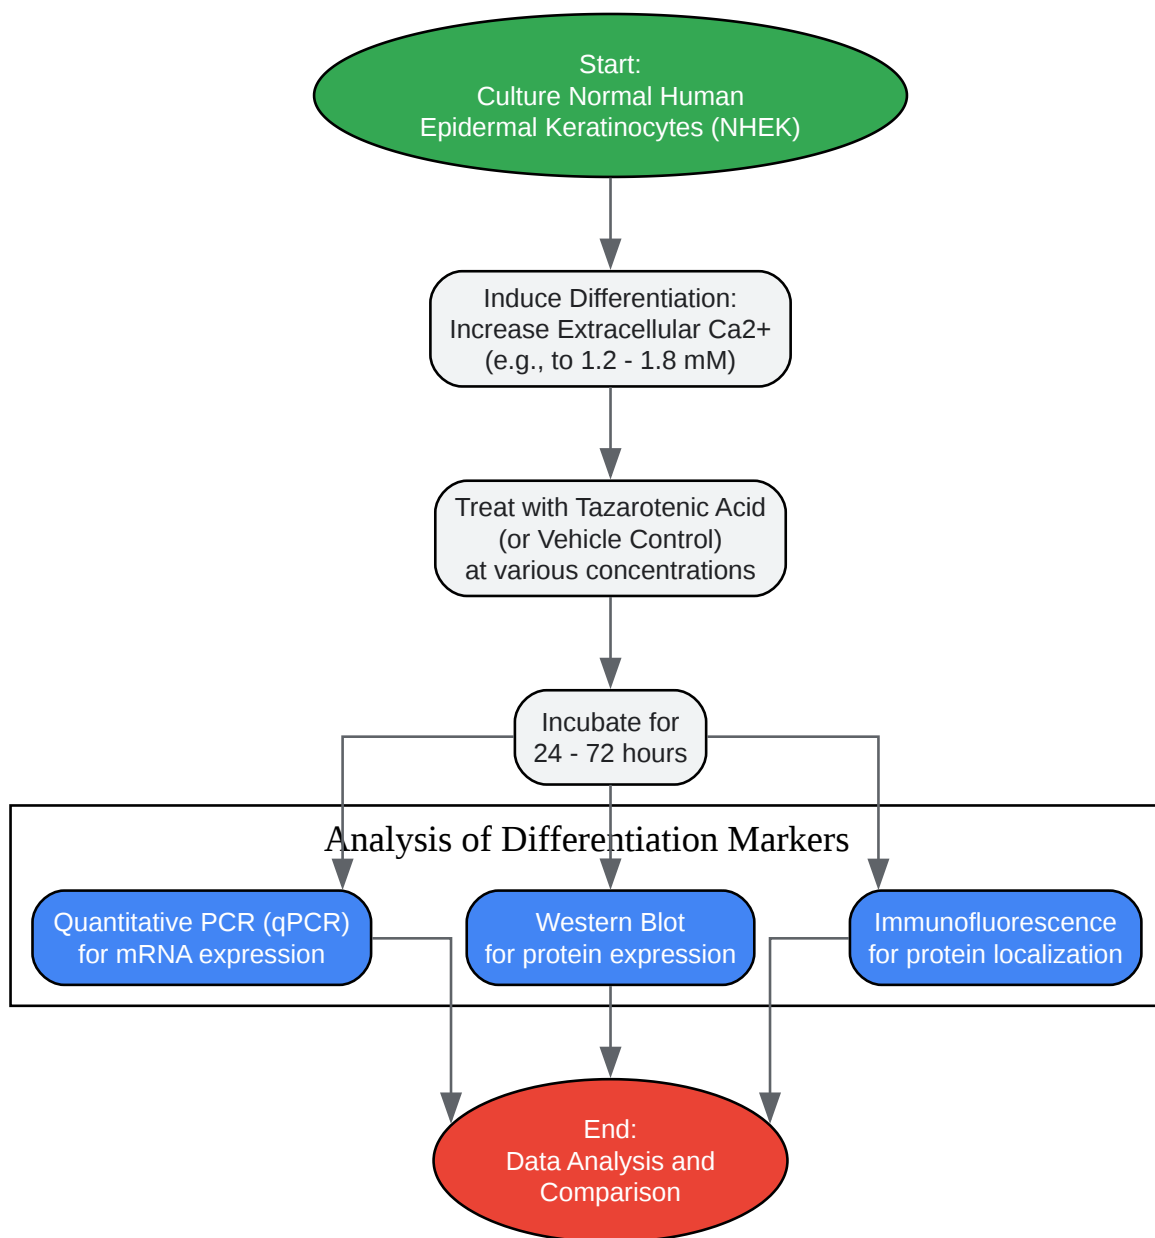 Start:
Culture Normal Human
Epidermal Keratinocytes (NHEK)
Induce Differentiation:
Increase Extracellular Ca2+
(e.g., to 1.2 - 1.8 mM)
Treat with Tazarotenic Acid
(or Vehicle Control)
at various concentrations
Incubate for
24 - 72 hours
Analysis of Differentiation Markers
Quantitative PCR (qPCR)
for mRNA expression
Western Blot
for protein expression
Immunofluorescence
for protein localization
End:
Data Analysis and
Comparison